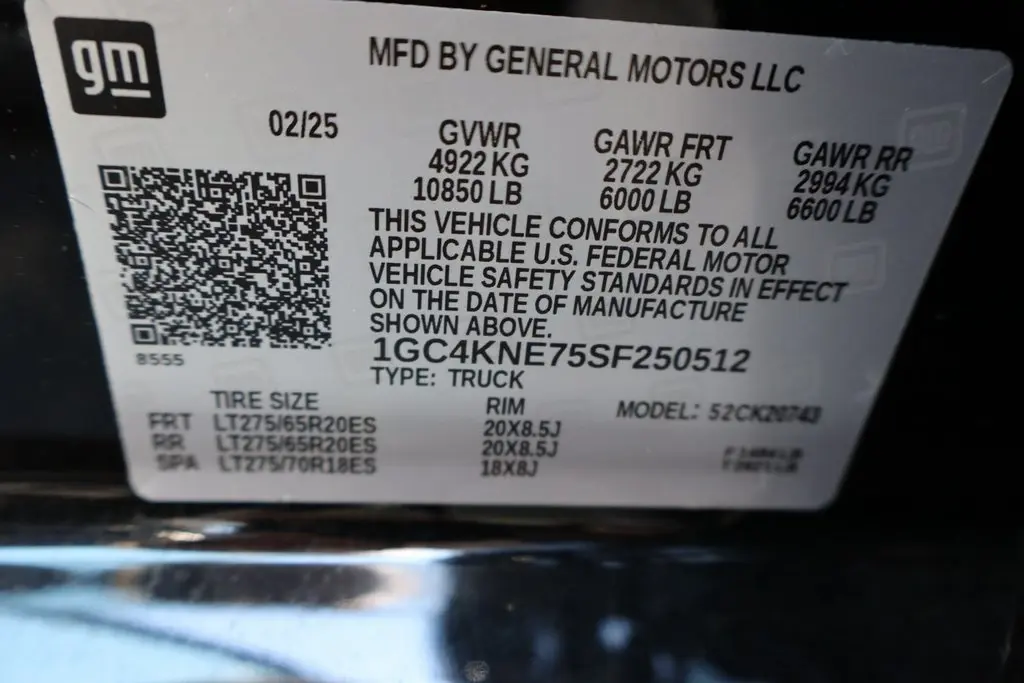 gm
MFD BY GENERAL MOTORS LLC
02/25
GVWR
4922 KG
10850 LB
GAWR FRT
2722 KG
6000 LB
GAWR RR
2994 KG
6600 LB
THIS VEHICLE CONFORMS TO ALL
APPLICABLE U.S. FEDERAL MOTOR
VEHICLE SAFETY STANDARDS IN EFFECT
ON THE DATE OF MANUFACTURE
SHOWN ABOVE.
1GC4KNE75SF250512
TYPE: TRUCK
8555
TIRE SIZE
RIM
MODEL: 52CK20743
FRT LT275/65R20ES 20X8.5J
RR LT275/65R20ES 20X8.5J
SPA LT275/70R18ES 18X8J